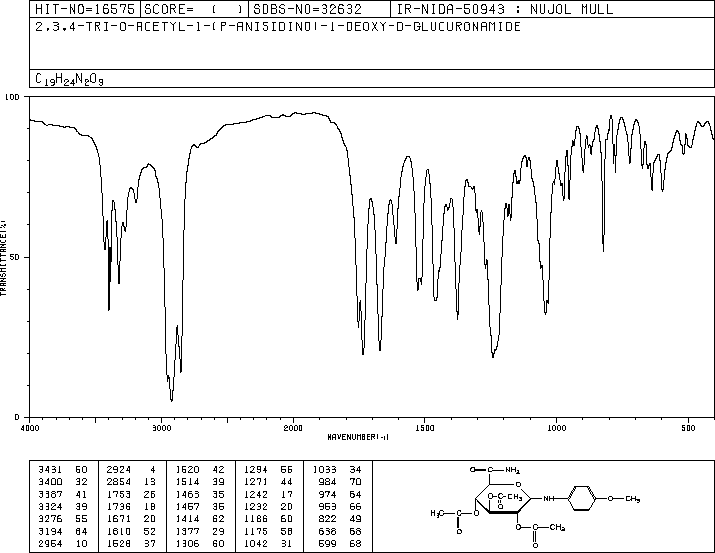 HIT-NO=16575 SCORE= ( ) SDBS-NO=32632 IR-NIDA-50943 : NUJOL MULL
2,3,4-TRI-O-ACETYL-1-(P-ANISIDINO)-1-DEOXY-D-GLUCURONAMIDE
C19H24N2O9
100
50
0
TRANSMITTANCE(%)
4000 3000 2000 1500 1000 500
WAVENUMBER(-1)
3431 60 2924 4 1620 42 1294 66 1033 34
3400 32 2854 13 1514 39 1271 44 984 70
3387 41 1753 26 1463 35 1242 17 974 64
3324 39 1736 18 1457 35 1232 20 953 66
3276 55 1671 20 1414 62 1186 60 822 49
3194 64 1610 52 1377 29 1175 58 638 68
2954 10 1528 37 1306 60 1042 31 599 68
O C NH2
O
O C CH3 NH O CH3
O
H3C C O O C CH3
O O